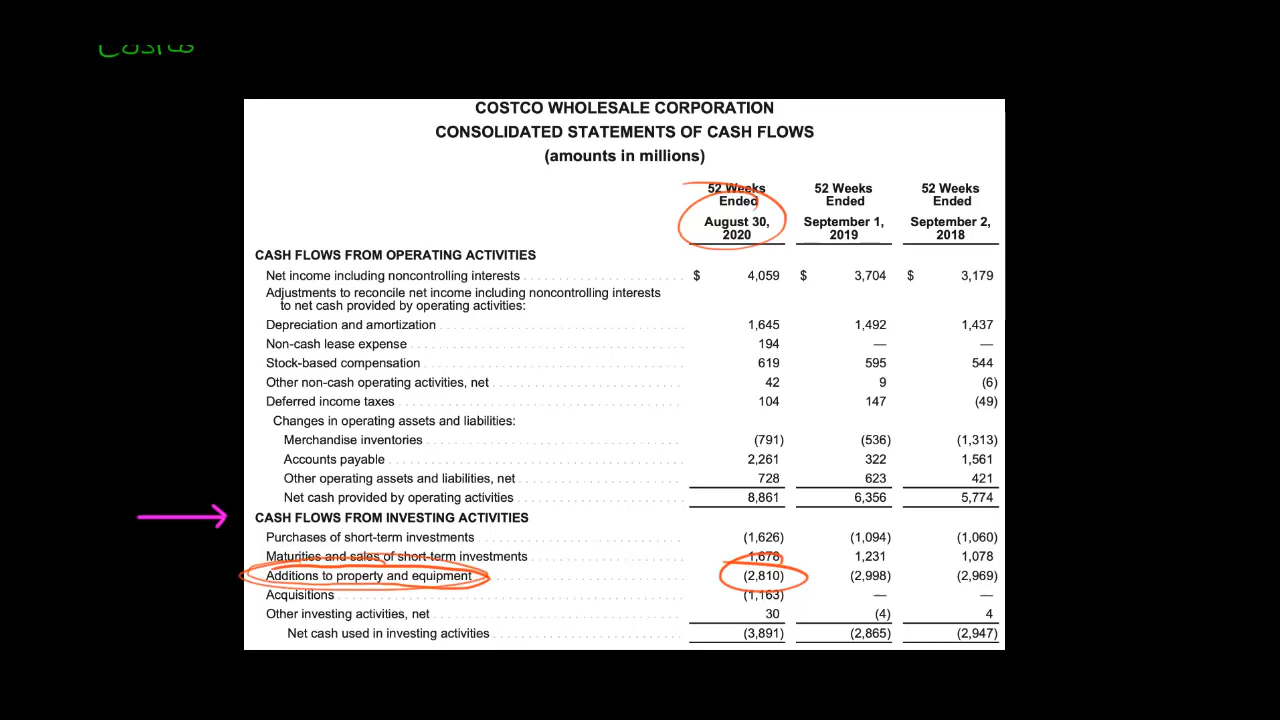 COSTCO WHOLESALE CORPORATION
CONSOLIDATED STATEMENTS OF CASH FLOWS
(amounts in millions)
52 Weeks Ended August 30, 2020 52 Weeks Ended September 1, 2019 52 Weeks Ended September 2, 2018
CASH FLOWS FROM OPERATING ACTIVITIES
Net income including noncontrolling interests $ 4,059 $ 3,704 $ 3,179
Adjustments to reconcile net income including noncontrolling interests
to net cash provided by operating activities:
Depreciation and amortization 1,645 1,492 1,437
Non-cash lease expense 194 — —
Stock-based compensation 619 595 544
Other non-cash operating activities, net 42 9 (6)
Deferred income taxes 104 147 (49)
Changes in operating assets and liabilities:
Merchandise inventories (791) (536) (1,313)
Accounts payable 2,261 322 1,561
Other operating assets and liabilities, net 728 623 421
Net cash provided by operating activities 8,861 6,356 5,774
CASH FLOWS FROM INVESTING ACTIVITIES
Purchases of short-term investments (1,626) (1,094) (1,060)
Maturities and sales of short-term investments 1,678 1,231 1,078
Additions to property and equipment (2,810) (2,998) (2,969)
Acquisitions (1,163) — —
Other investing activities, net 30 (4) 4
Net cash used in investing activities (3,891) (2,865) (2,947)